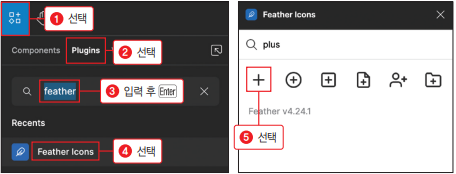 1 선택
Components Plugins 2 선택
feather 3 입력 후 Enter
Recents
Feather Icons 4 선택
Feather Icons
plus
Feather v4.24.1
5 선택